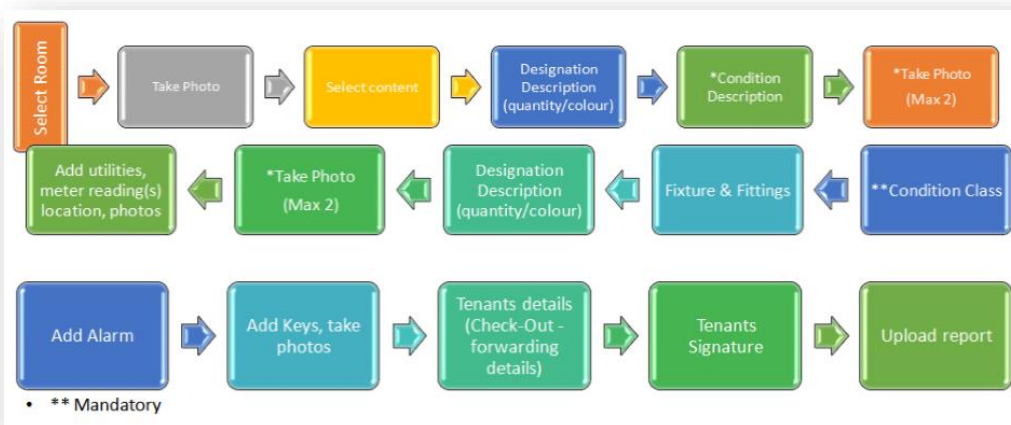 Select Room
Take Photo
Select content
Designation
Description
(quantity/colour)
*Condition
Description
*Take Photo
(Max 2)
Add utilities,
meter reading(s)
location, photos
*Take Photo
(Max 2)
Designation
Description
(quantity/colour)
Fixture & Fittings
**Condition Class
Add Alarm
Add Keys, take
photos
Tenants details
(Check-Out -
forwarding
details)
Tenants
Signature
Upload report
• ** Mandatory